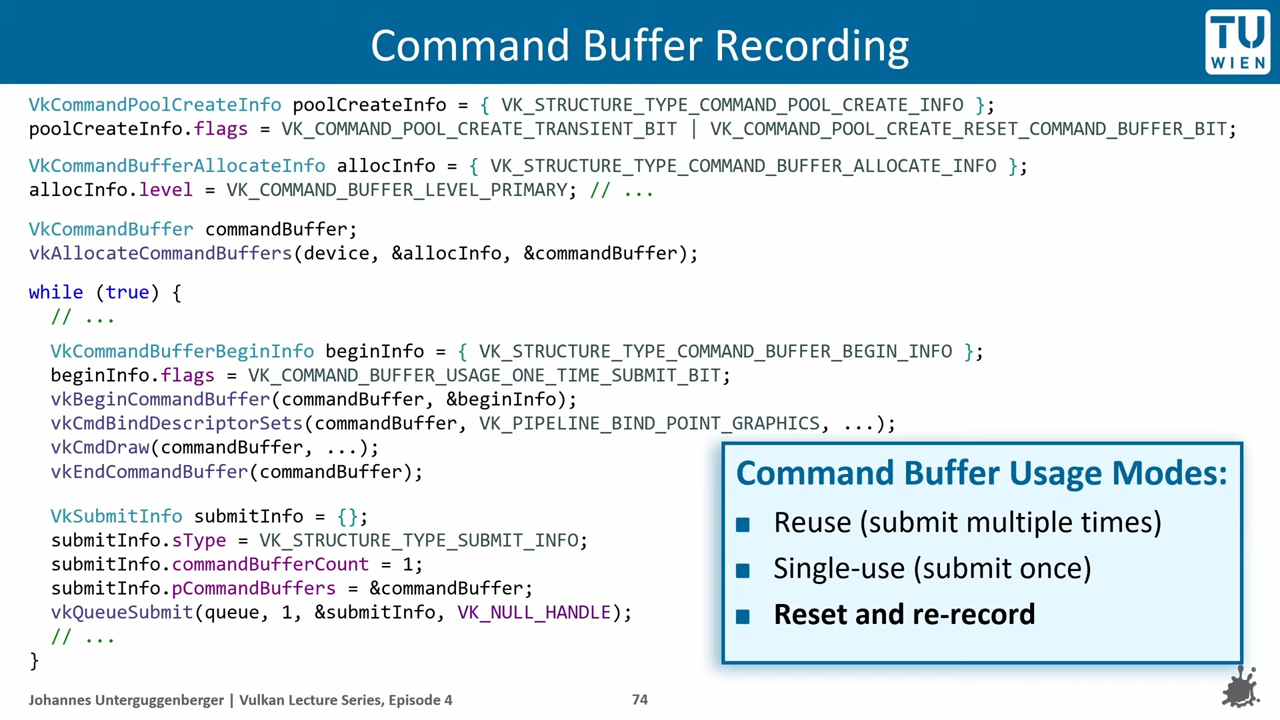 Command Buffer Recording
TU
WIEN
VkCommandPoolCreateInfo poolCreateInfo = { VK_STRUCTURE_TYPE_COMMAND_POOL_CREATE_INFO };
poolCreateInfo.flags = VK_COMMAND_POOL_CREATE_TRANSIENT_BIT | VK_COMMAND_POOL_CREATE_RESET_COMMAND_BUFFER_BIT;
VkCommandBufferAllocateInfo allocInfo = { VK_STRUCTURE_TYPE_COMMAND_BUFFER_ALLOCATE_INFO };
allocInfo.level = VK_COMMAND_BUFFER_LEVEL_PRIMARY; // ...
VkCommandBuffer commandBuffer;
vkAllocateCommandBuffers(device, &allocInfo, &commandBuffer);
while (true) {
// ...
VkCommandBufferBeginInfo beginInfo = { VK_STRUCTURE_TYPE_COMMAND_BUFFER_BEGIN_INFO };
beginInfo.flags = VK_COMMAND_BUFFER_USAGE_ONE_TIME_SUBMIT_BIT;
vkBeginCommandBuffer(commandBuffer, &beginInfo);
vkCmdBindDescriptorSets(commandBuffer, VK_PIPELINE_BIND_POINT_GRAPHICS, ...);
vkCmdDraw(commandBuffer, ...);
vkEndCommandBuffer(commandBuffer);
VkSubmitInfo submitInfo = {};
submitInfo.sType = VK_STRUCTURE_TYPE_SUBMIT_INFO;
submitInfo.commandBufferCount = 1;
submitInfo.pCommandBuffers = &commandBuffer;
vkQueueSubmit(queue, 1, &submitInfo, VK_NULL_HANDLE);
// ...
}
Command Buffer Usage Modes:
Reuse (submit multiple times)
Single-use (submit once)
Reset and re-record
Johannes Unterguggenberger | Vulkan Lecture Series, Episode 4
74